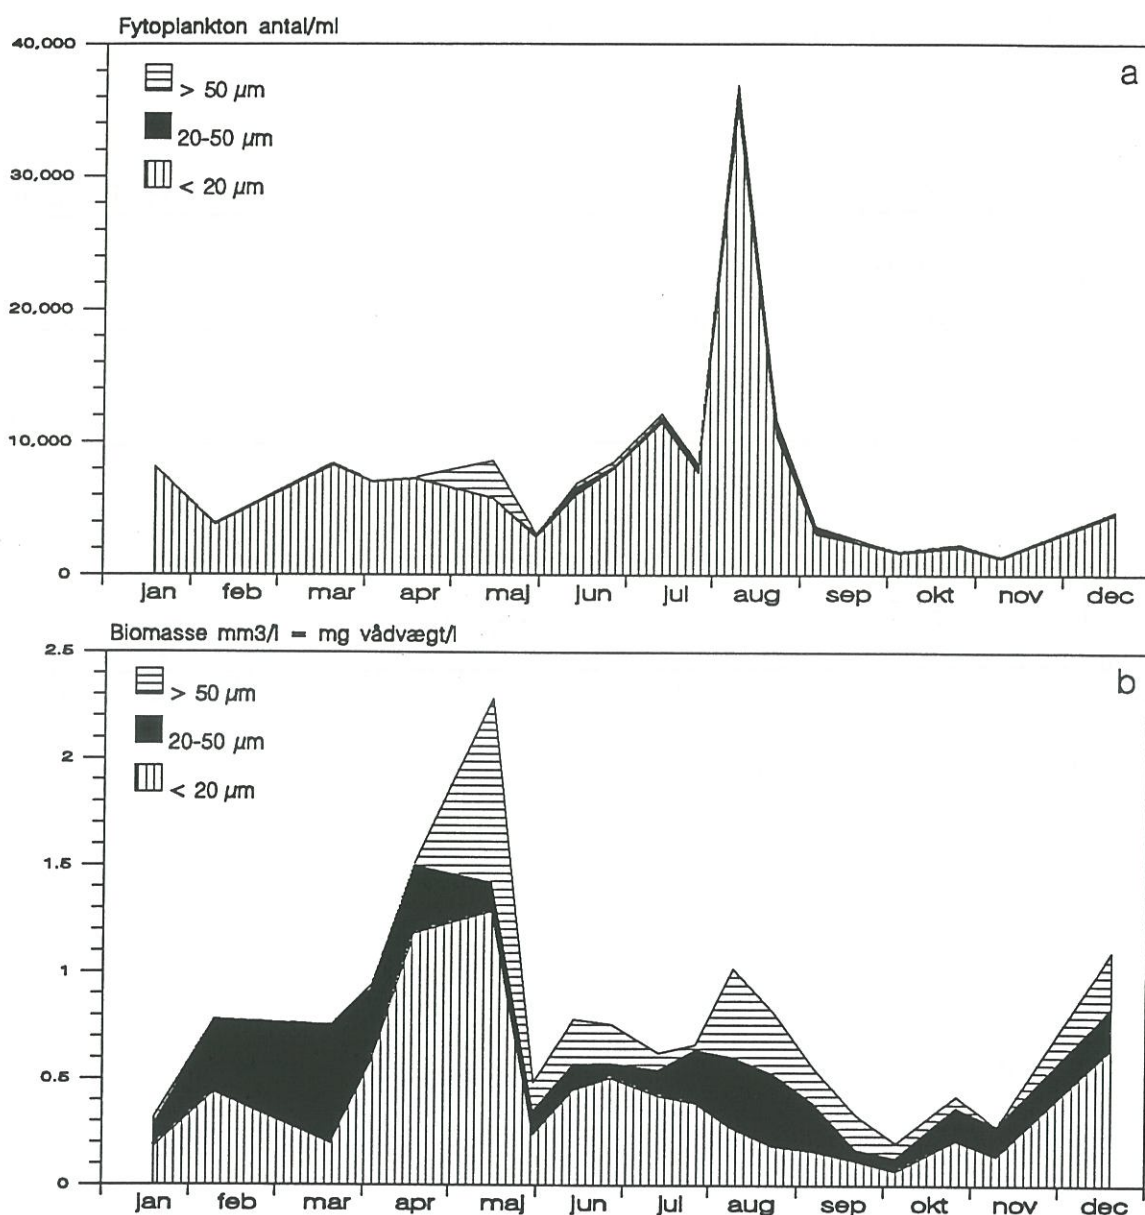 Fytoplankton antal/ml
40,000
a
> 50 µm
20-50 µm
30,000
< 20 µm
20,000
10,000
0
jan feb mar apr maj jun jul aug sep okt nov dec
Biomasse mm3/l = mg vådvægt/l
2.5
b
> 50 µm
20-50 µm
2
< 20 µm
1.5
1
0.5
0
jan feb mar apr maj jun jul aug sep okt nov dec